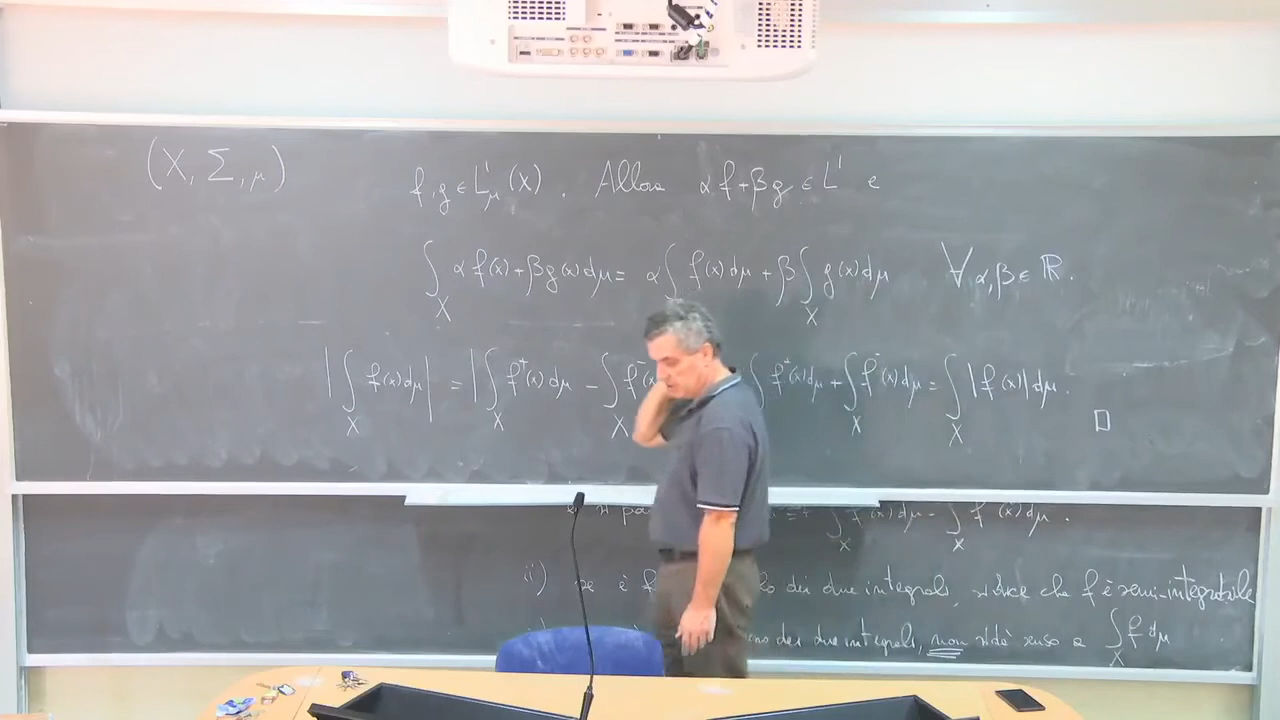 (X, Σ, μ)
f, g ∈ L¹_μ(X). Allora αf + βg ∈ L¹ e
∫_X αf(x) + βg(x) dμ = α∫ f(x) dμ + β∫_X g(x) dμ ∀ α, β ∈ ℝ.
|∫_X f(x) dμ| = |∫_X f⁺(x) dμ − ∫_X f⁻(x ∫ f⁺(x) dμ + ∫_X f⁻(x) dμ = ∫_X |f(x)| dμ. □
∫_X f⁺(x) dμ − ∫_X f⁻(x) dμ.
ii) se è dei due integrali, si dice che f è semi-integrabile
dei due integrali, non si dà senso a ∫_X f dμ